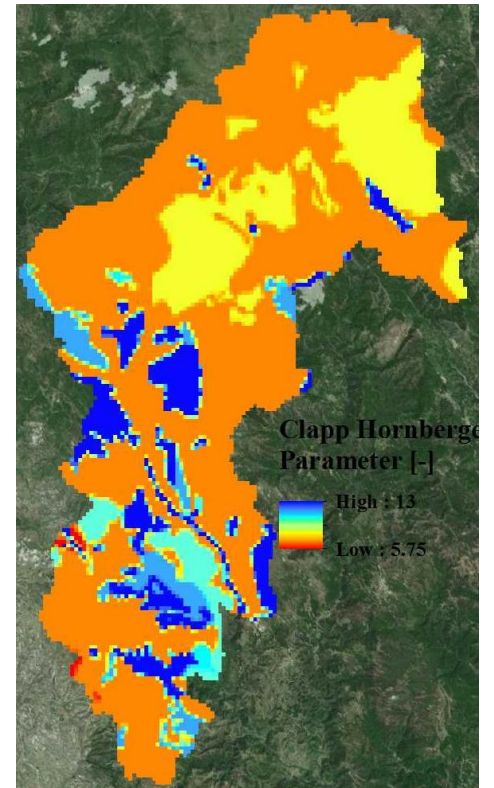 Clapp Hornberge
Parameter [-]
High : 13
Low : 5.75